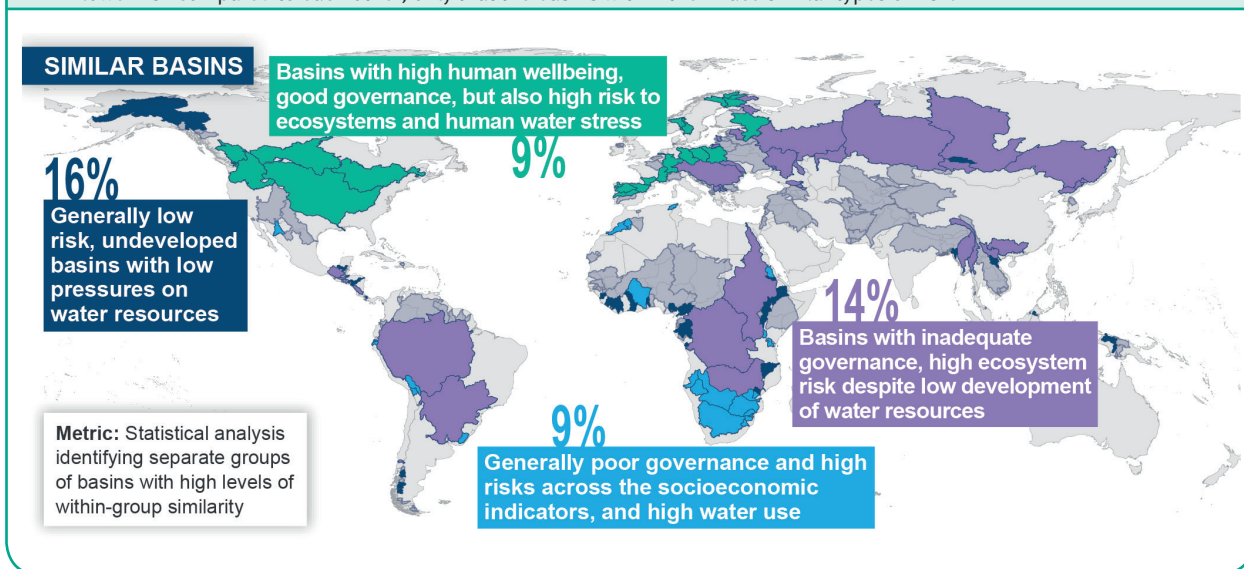 SIMILAR BASINS
Basins with high human wellbeing,
good governance, but also high risk to
ecosystems and human water stress
9%
16%
Generally low
risk, undeveloped
basins with low
pressures on
water resources
14%
Basins with inadequate
governance, high ecosystem
risk despite low development
of water resources
9%
Generally poor governance and high
risks across the socioeconomic
indicators, and high water use
Metric: Statistical analysis
identifying separate groups
of basins with high levels of
within-group similarity